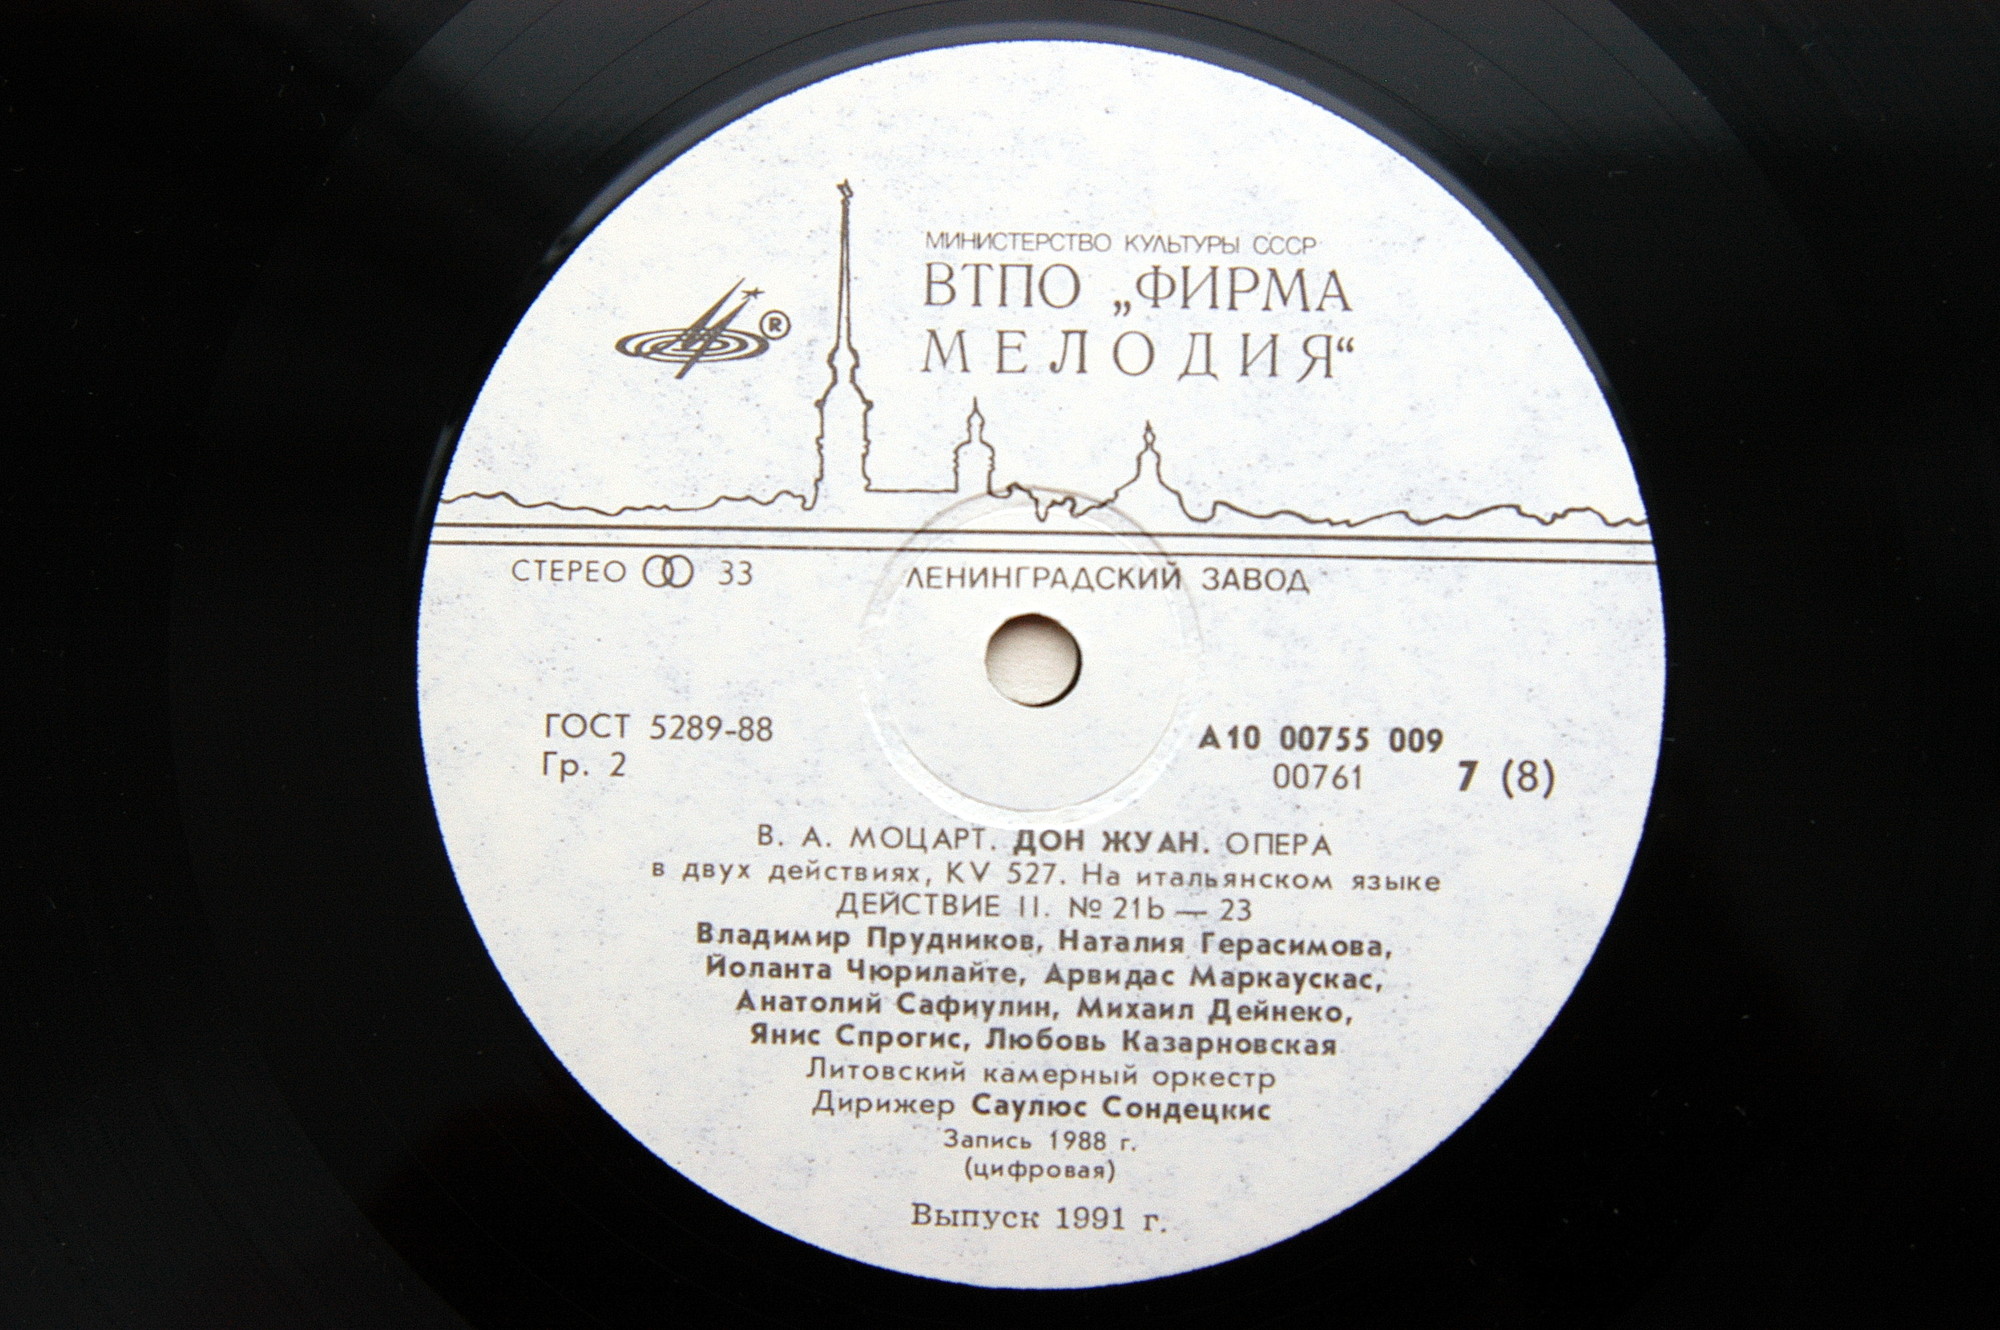 МИНИСТЕРСТВО КУЛЬТУРЫ СССР
ВТПО „ФИРМА
МЕЛОДИЯ“
®
СТЕРЕО 33
ЛЕНИНГРАДСКИЙ ЗАВОД
ГОСТ 5289-88
Гр. 2
А10 00755 009
00761 7 (8)
В. А. МОЦАРТ. ДОН ЖУАН. ОПЕРА
в двух действиях, KV 527. На итальянском языке
ДЕЙСТВИЕ II. № 21b — 23
Владимир Прудников, Наталия Герасимова,
Йоланта Чюрилайте, Арвидас Маркаускас,
Анатолий Сафиулин, Михаил Дейнеко,
Янис Спрогис, Любовь Казарновская
Литовский камерный оркестр
Дирижер Саулюс Сондецкис
Запись 1988 г.
(цифровая)
Выпуск 1991 г.